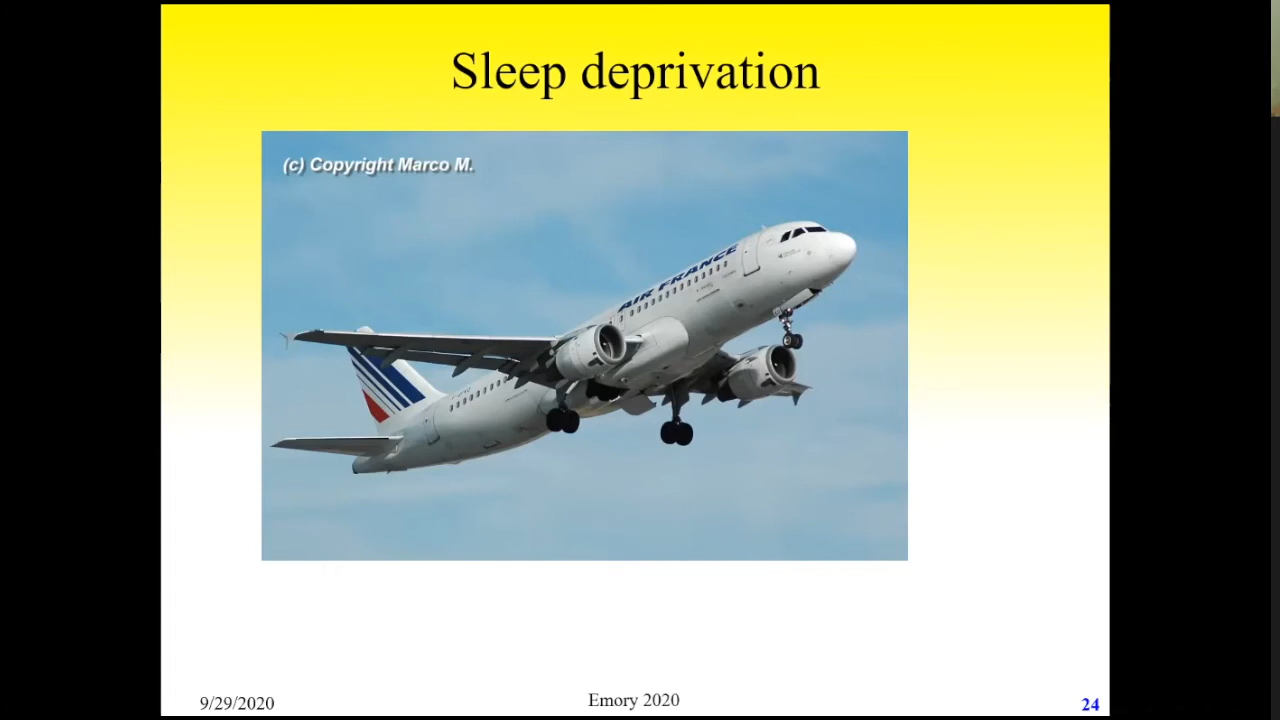 Sleep deprivation
(c) Copyright Marco M.
AIR FRANCE
9/29/2020
Emory 2020
24